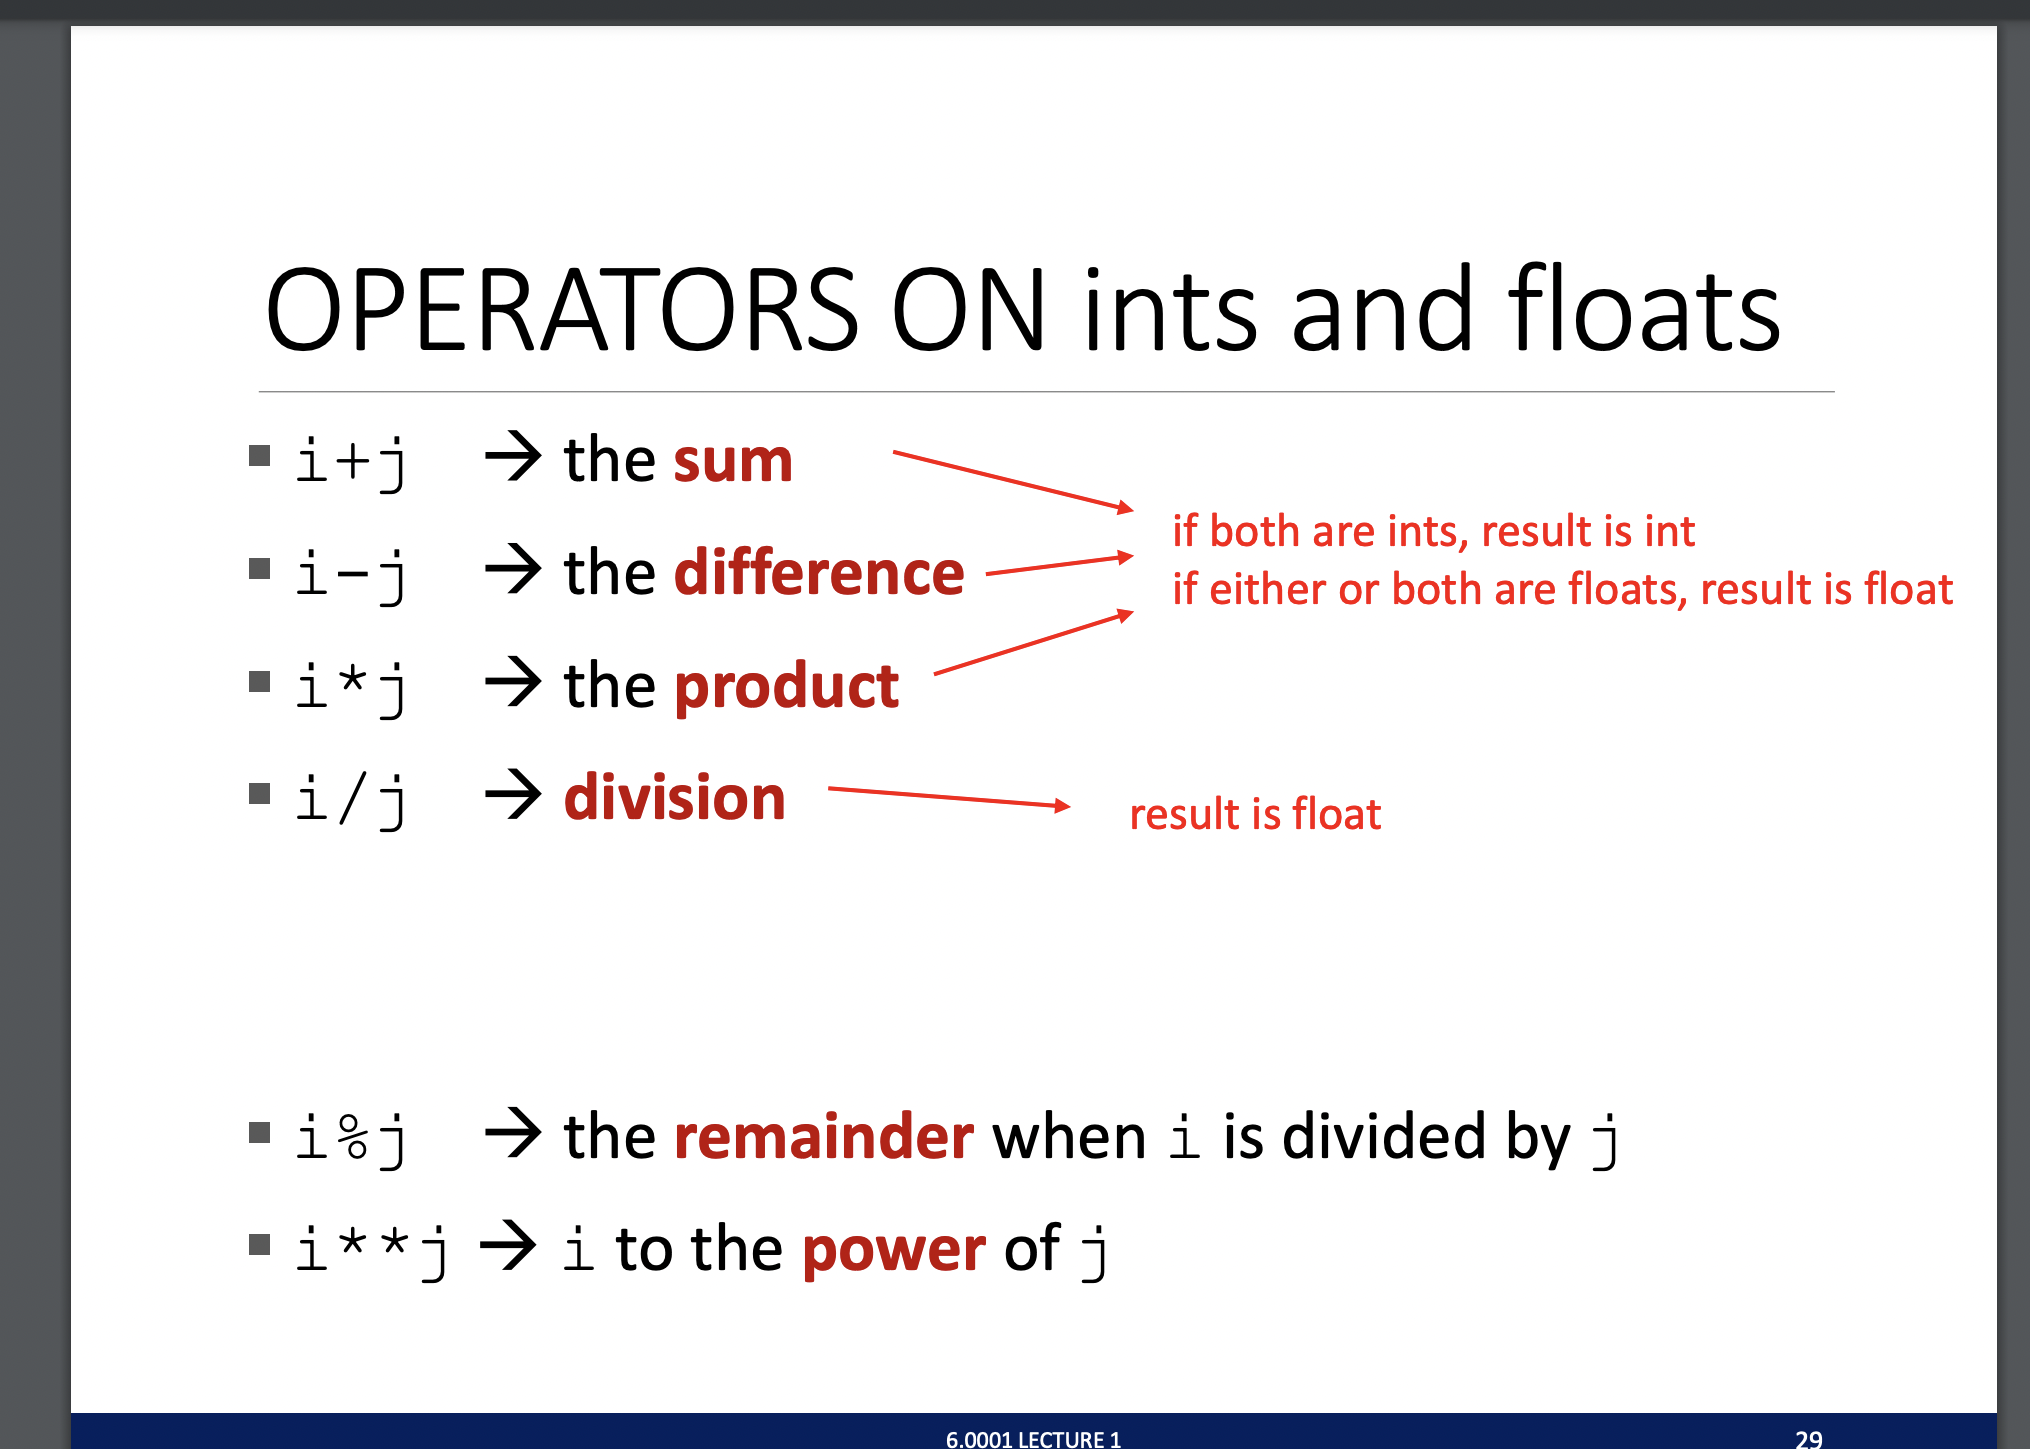 OPERATORS ON ints and floats
i+j → the sum
i-j → the difference
i*j → the product
if both are ints, result is int
if either or both are floats, result is float
i/j → division
result is float
i%j → the remainder when i is divided by j
i**j → i to the power of j
6.0001 LECTURE 1
29